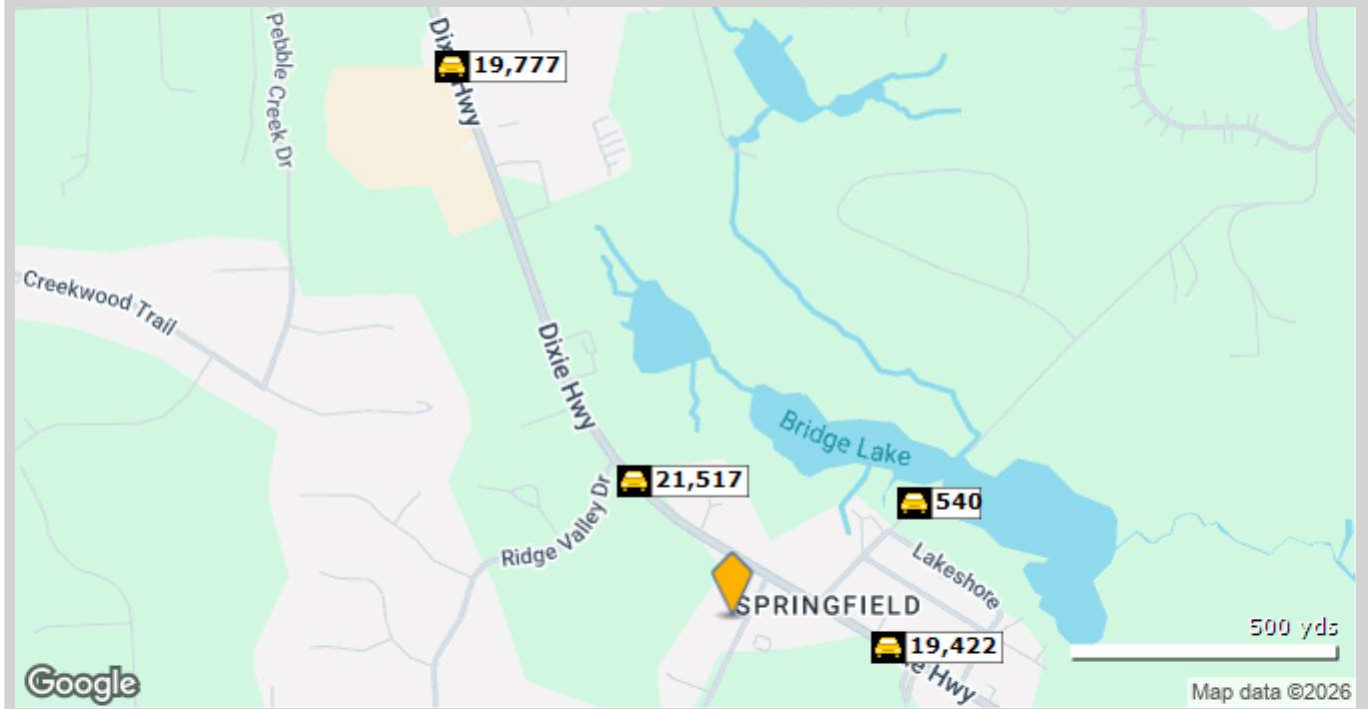 Pebble Creek Dr
Dixie Hwy
19,777
Creekwood Trail
Dixie Hwy
Bridge Lake
21,517
540
Ridge Valley Dr
Lakeshore
SPRINGFIELD
500 yds
19,422
Hwy
Google
Map data ©2026